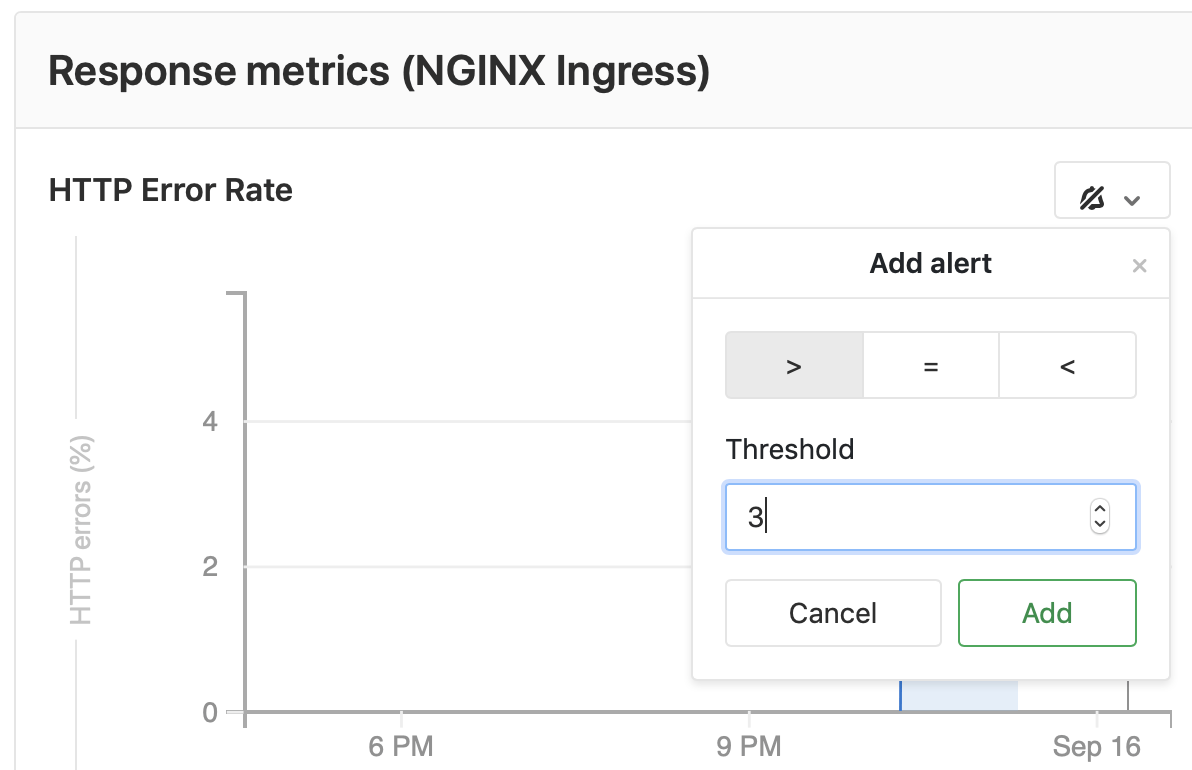 Response metrics (NGINX Ingress)
HTTP Error Rate
Add alert
×
> = <
Threshold
3
Cancel Add
HTTP errors (%)
4
2
0
6 PM 9 PM Sep 16